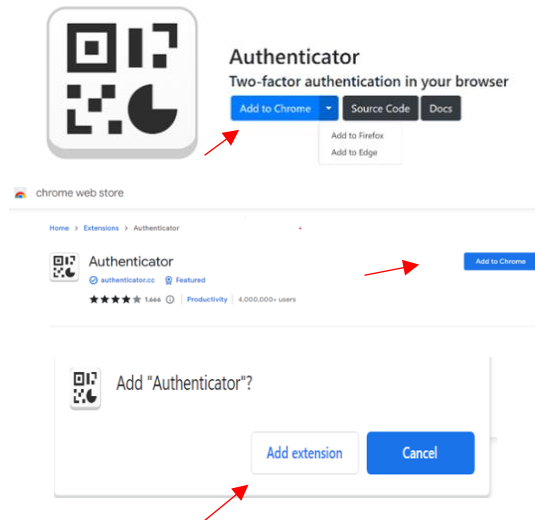 Authenticator
Two-factor authentication in your browser
Add to Chrome Source Code Docs
Add to Firefox
Add to Edge
chrome web store
Home > Extensions > Authenticator
Authenticator
Add to Chrome
authenticator.cc Featured
1,666 Productivity 4,000,000+ users
Add "Authenticator"?
Add extension Cancel